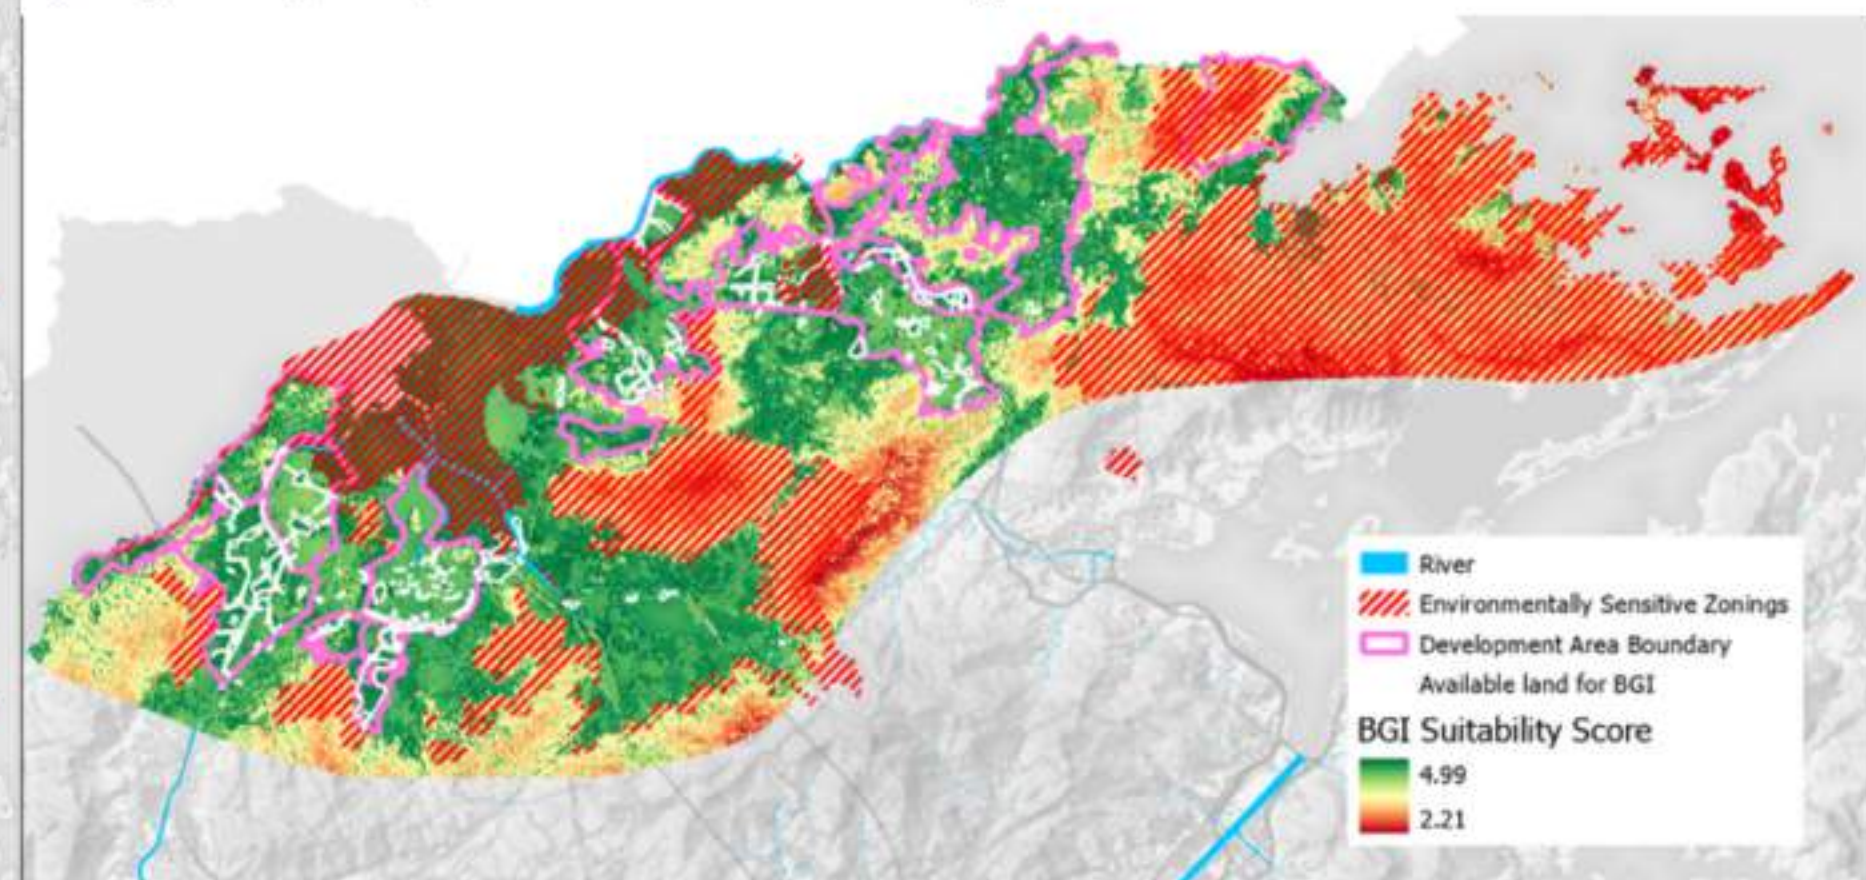 River
Environmentally Sensitive Zonings
Development Area Boundary
Available land for BGI
BGI Suitability Score
4.99
2.21